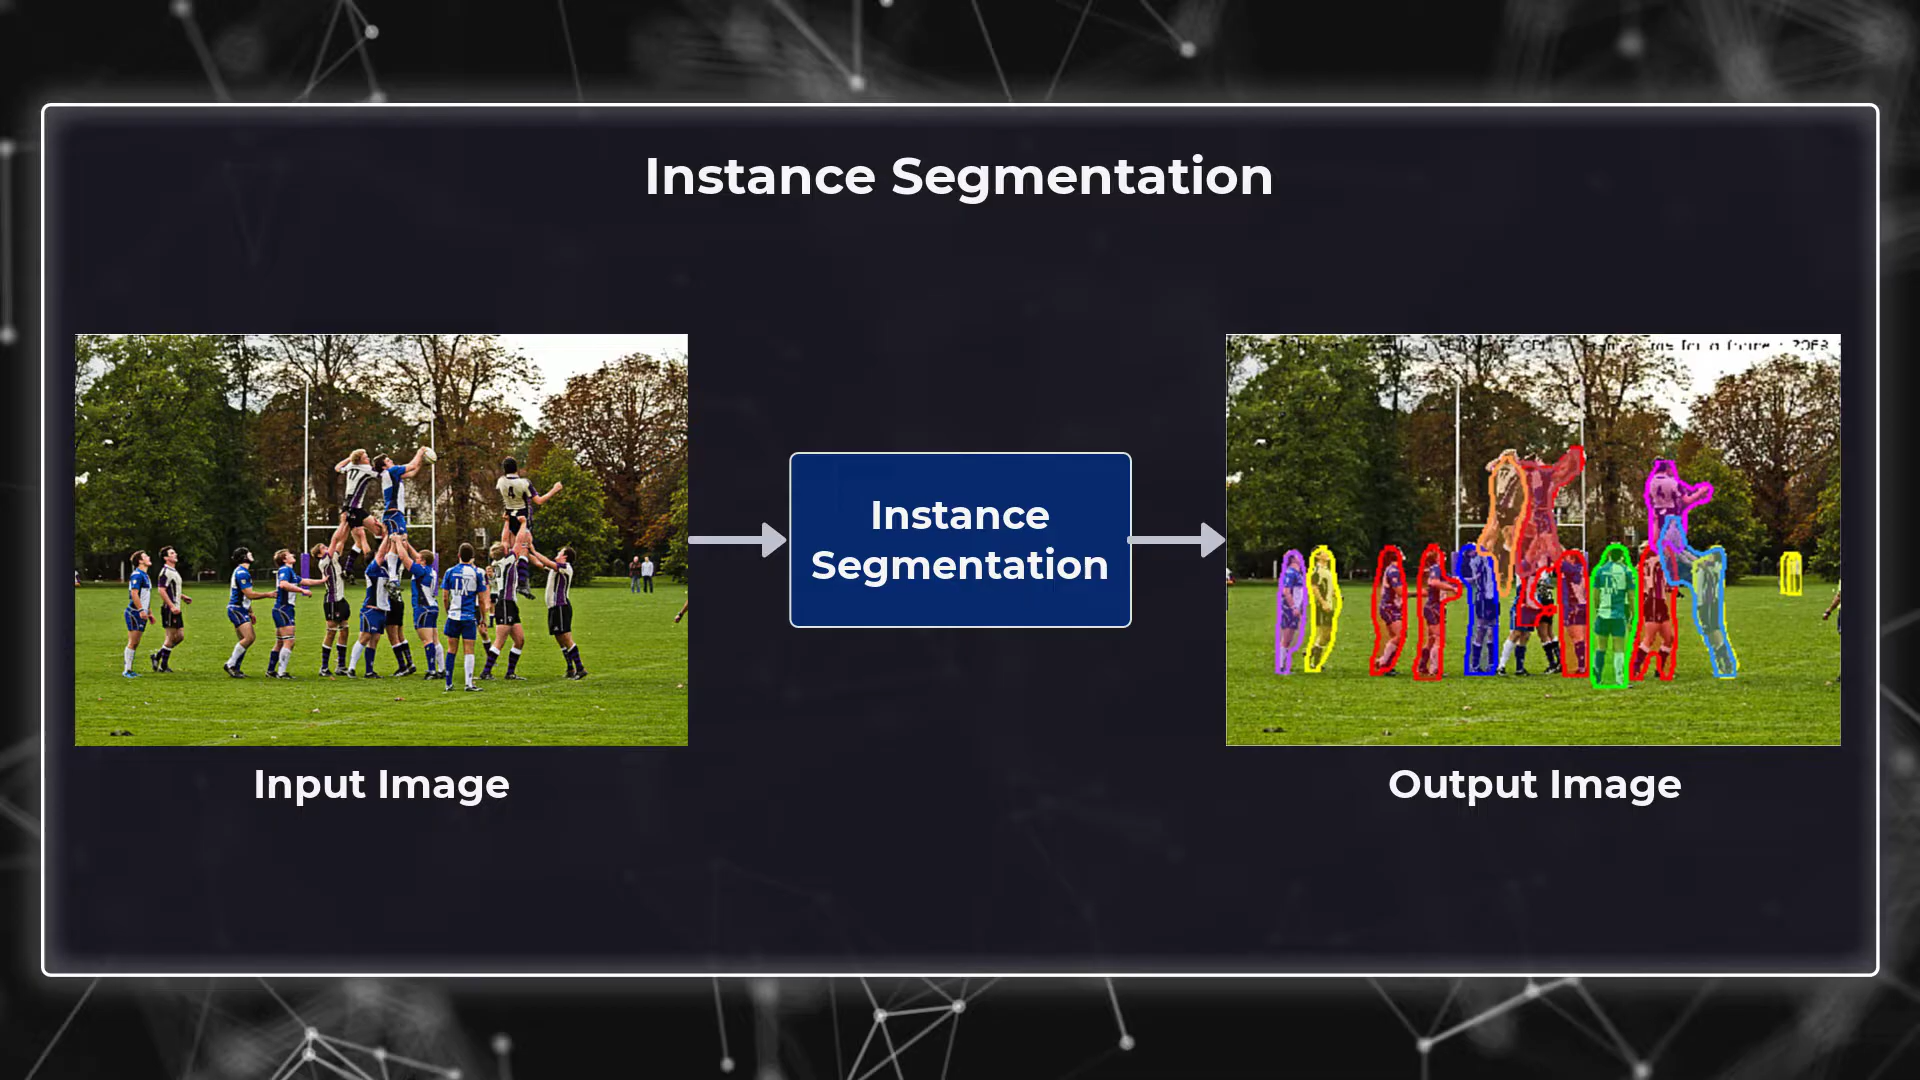 Instance Segmentation
Instance
Segmentation
Input Image
Output Image